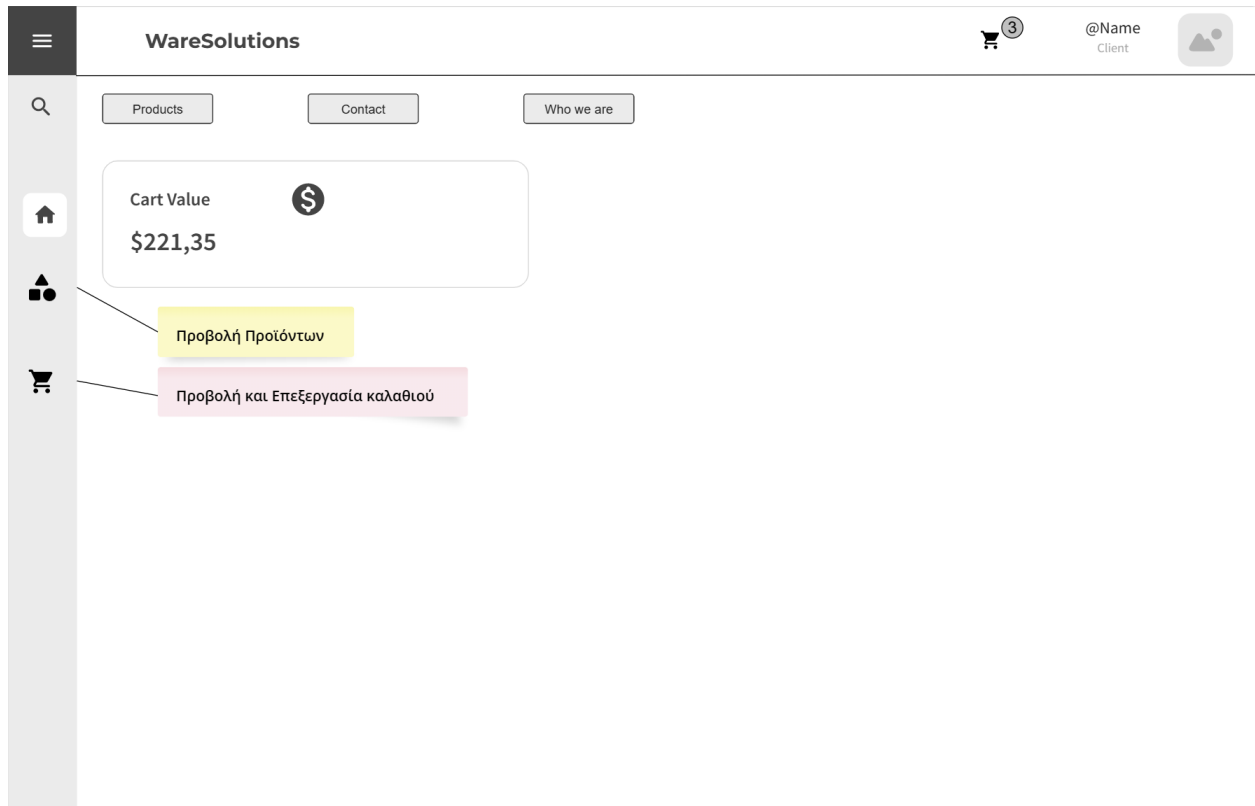 WareSolutions
3
@Name
Client
Products
Contact
Who we are
Cart Value
$221,35
Προβολή Προϊόντων
Προβολή και Επεξεργασία καλαθιού